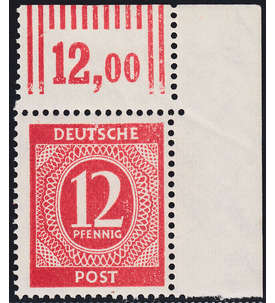 12,00
DEUTSCHE
12
PFENNIG
POST